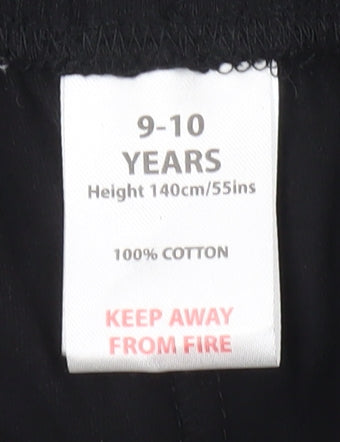 9-10
YEARS
Height 140cm/55ins
100% COTTON
KEEP AWAY
FROM FIRE